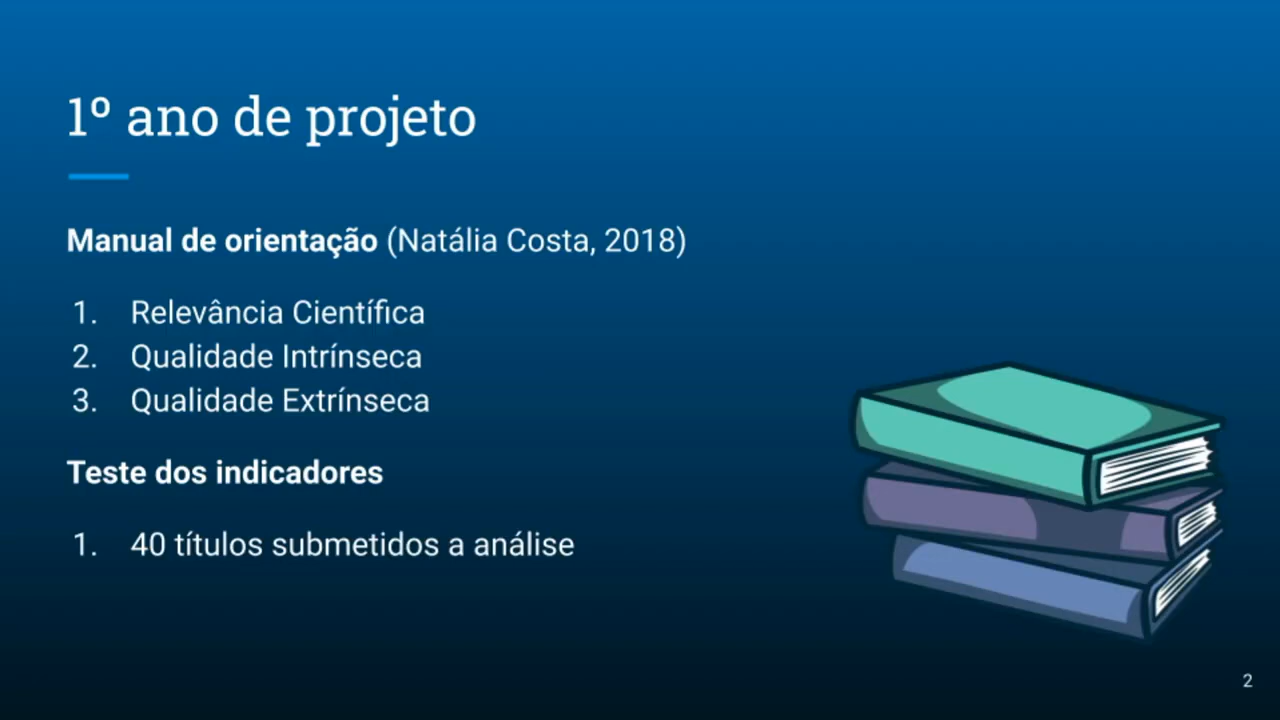 1º ano de projeto
Manual de orientação (Natália Costa, 2018)
1. Relevância Científica
2. Qualidade Intrínseca
3. Qualidade Extrínseca
Teste dos indicadores
1. 40 títulos submetidos a análise
2